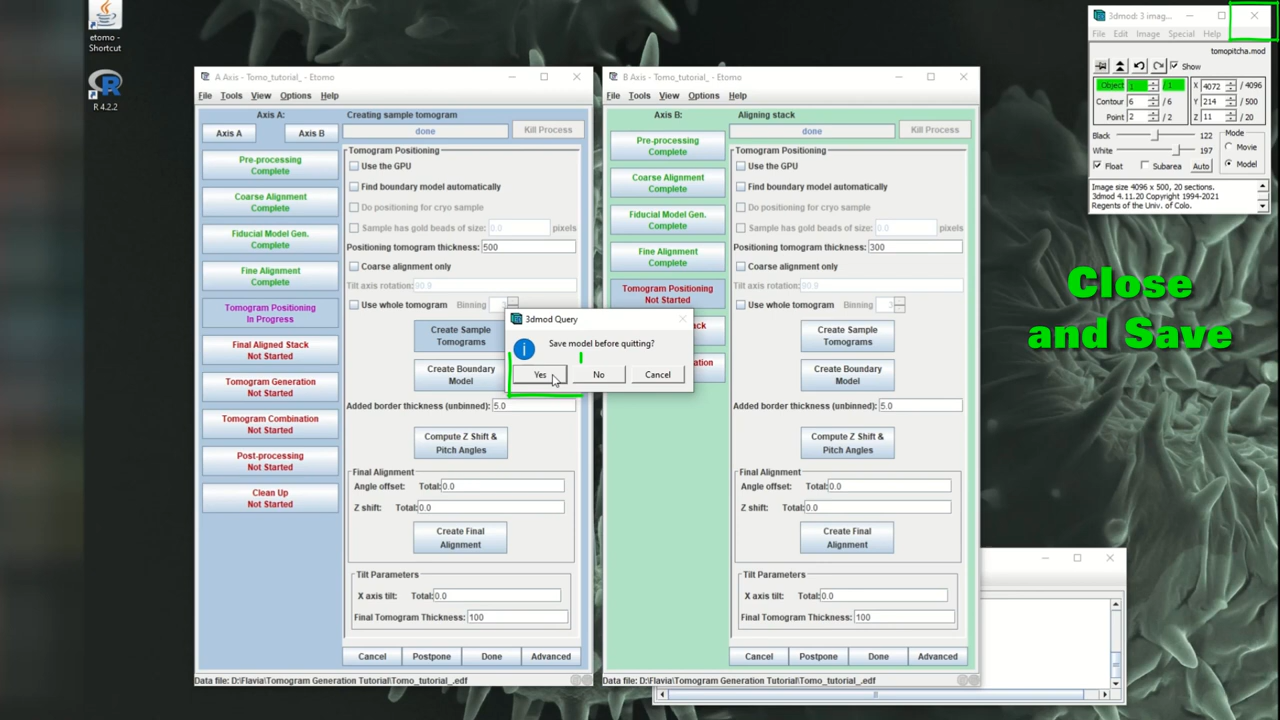 etomo -
Shortcut
R 4.2.2
A Axis - Tomo_tutorial_ - Etomo
File Tools View Options Help
Axis A:
Creating sample tomogram
Axis A
Axis B
done
Kill Process
Pre-processing
Complete
Coarse Alignment
Complete
Fiducial Model Gen.
Complete
Fine Alignment
Complete
Tomogram Positioning
In Progress
Final Aligned Stack
Not Started
Tomogram Generation
Not Started
Tomogram Combination
Not Started
Post-processing
Not Started
Clean Up
Not Started
Tomogram Positioning
Use the GPU
Find boundary model automatically
Do positioning for cryo sample
Sample has gold beads of size: 0.0 pixels
Positioning tomogram thickness: 500
Coarse alignment only
Tilt axis rotation: 90.9
Use whole tomogram Binning
Create Sample
Tomograms
Create Boundary
Model
Added border thickness (unbinned): 5.0
Compute Z Shift &
Pitch Angles
Final Alignment
Angle offset: Total: 0.0
Z shift: Total: 0.0
Create Final
Alignment
Tilt Parameters
X axis tilt: Total: 0.0
Final Tomogram Thickness: 100
Cancel Postpone Done Advanced
Data file: D:\Flavia\Tomogram Generation Tutorial\Tomo_tutorial_.edf
B Axis - Tomo_tutorial_ - Etomo
File Tools View Options Help
Axis B:
Aligning stack
done
Kill Process
Pre-processing
Complete
Coarse Alignment
Complete
Fiducial Model Gen.
Complete
Fine Alignment
Complete
Tomogram Positioning
Not Started
Tomogram Positioning
Use the GPU
Find boundary model automatically
Do positioning for cryo sample
Sample has gold beads of size: 0.0 pixels
Positioning tomogram thickness: 300
Coarse alignment only
Tilt axis rotation: 90.9
Use whole tomogram Binning
Create Sample
Tomograms
Create Boundary
Model
Added border thickness (unbinned): 5.0
Compute Z Shift &
Pitch Angles
Final Alignment
Angle offset: Total: 0.0
Z shift: Total: 0.0
Create Final
Alignment
Tilt Parameters
X axis tilt: Total: 0.0
Final Tomogram Thickness: 100
Cancel Postpone Done Advanced
Data file: D:\Flavia\Tomogram Generation Tutorial\Tomo_tutorial_.edf
3dmod Query
Save model before quitting?
Yes No Cancel
3dmod: 3 imag...
File Edit Image Special Help
tomopitcha.mod
Show
Object 1 / 1 X 4072 / 4096
Contour 6 / 6 Y 214 / 500
Point 2 / 2 Z 11 / 20
Black 122 Mode
White 197 Movie
Float Subarea Auto Model
Image size 4096 x 500, 20 sections.
3dmod 4.11.20 Copyright 1994-2021
Regents of the Univ. of Colo.
Close
and Save